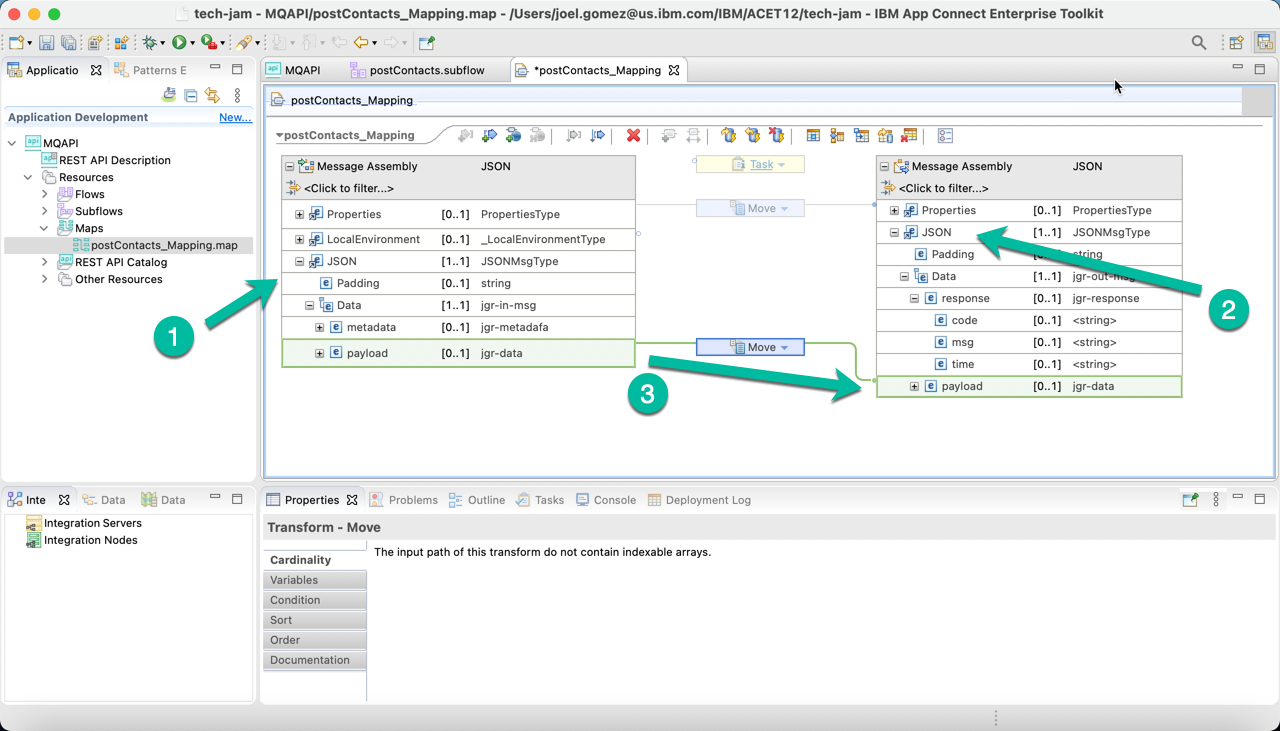 tech-jam - MQAPI/postContacts_Mapping.map - /Users/joel.gomez@us.ibm.com/IBM/ACET12/tech-jam - IBM App Connect Enterprise Toolkit
Applicatio
Patterns E
Application Development
New...
MQAPI
REST API Description
Resources
Flows
Subflows
Maps
postContacts_Mapping.map
REST API Catalog
Other Resources
MQAPI
postContacts.subflow
*postContacts_Mapping
postContacts_Mapping
postContacts_Mapping
Message Assembly JSON
<Click to filter...>
Properties [0..1] PropertiesType
LocalEnvironment [0..1] _LocalEnvironmentType
JSON [1..1] JSONMsgType
Padding [0..1] string
Data [1..1] jgr-in-msg
metadata [0..1] jgr-metadafa
payload [0..1] jgr-data
Task
Move
Move
Message Assembly JSON
<Click to filter...>
Properties [0..1] PropertiesType
JSON [1..1] JSONMsgType
Padding string
Data [1..1] jgr-out-msg
response [0..1] jgr-response
code [0..1] <string>
msg [0..1] <string>
time [0..1] <string>
payload [0..1] jgr-data
1
2
3
Inte
Data
Data
Integration Servers
Integration Nodes
Properties
Problems
Outline
Tasks
Console
Deployment Log
Transform - Move
Cardinality
Variables
Condition
Sort
Order
Documentation
The input path of this transform do not contain indexable arrays.